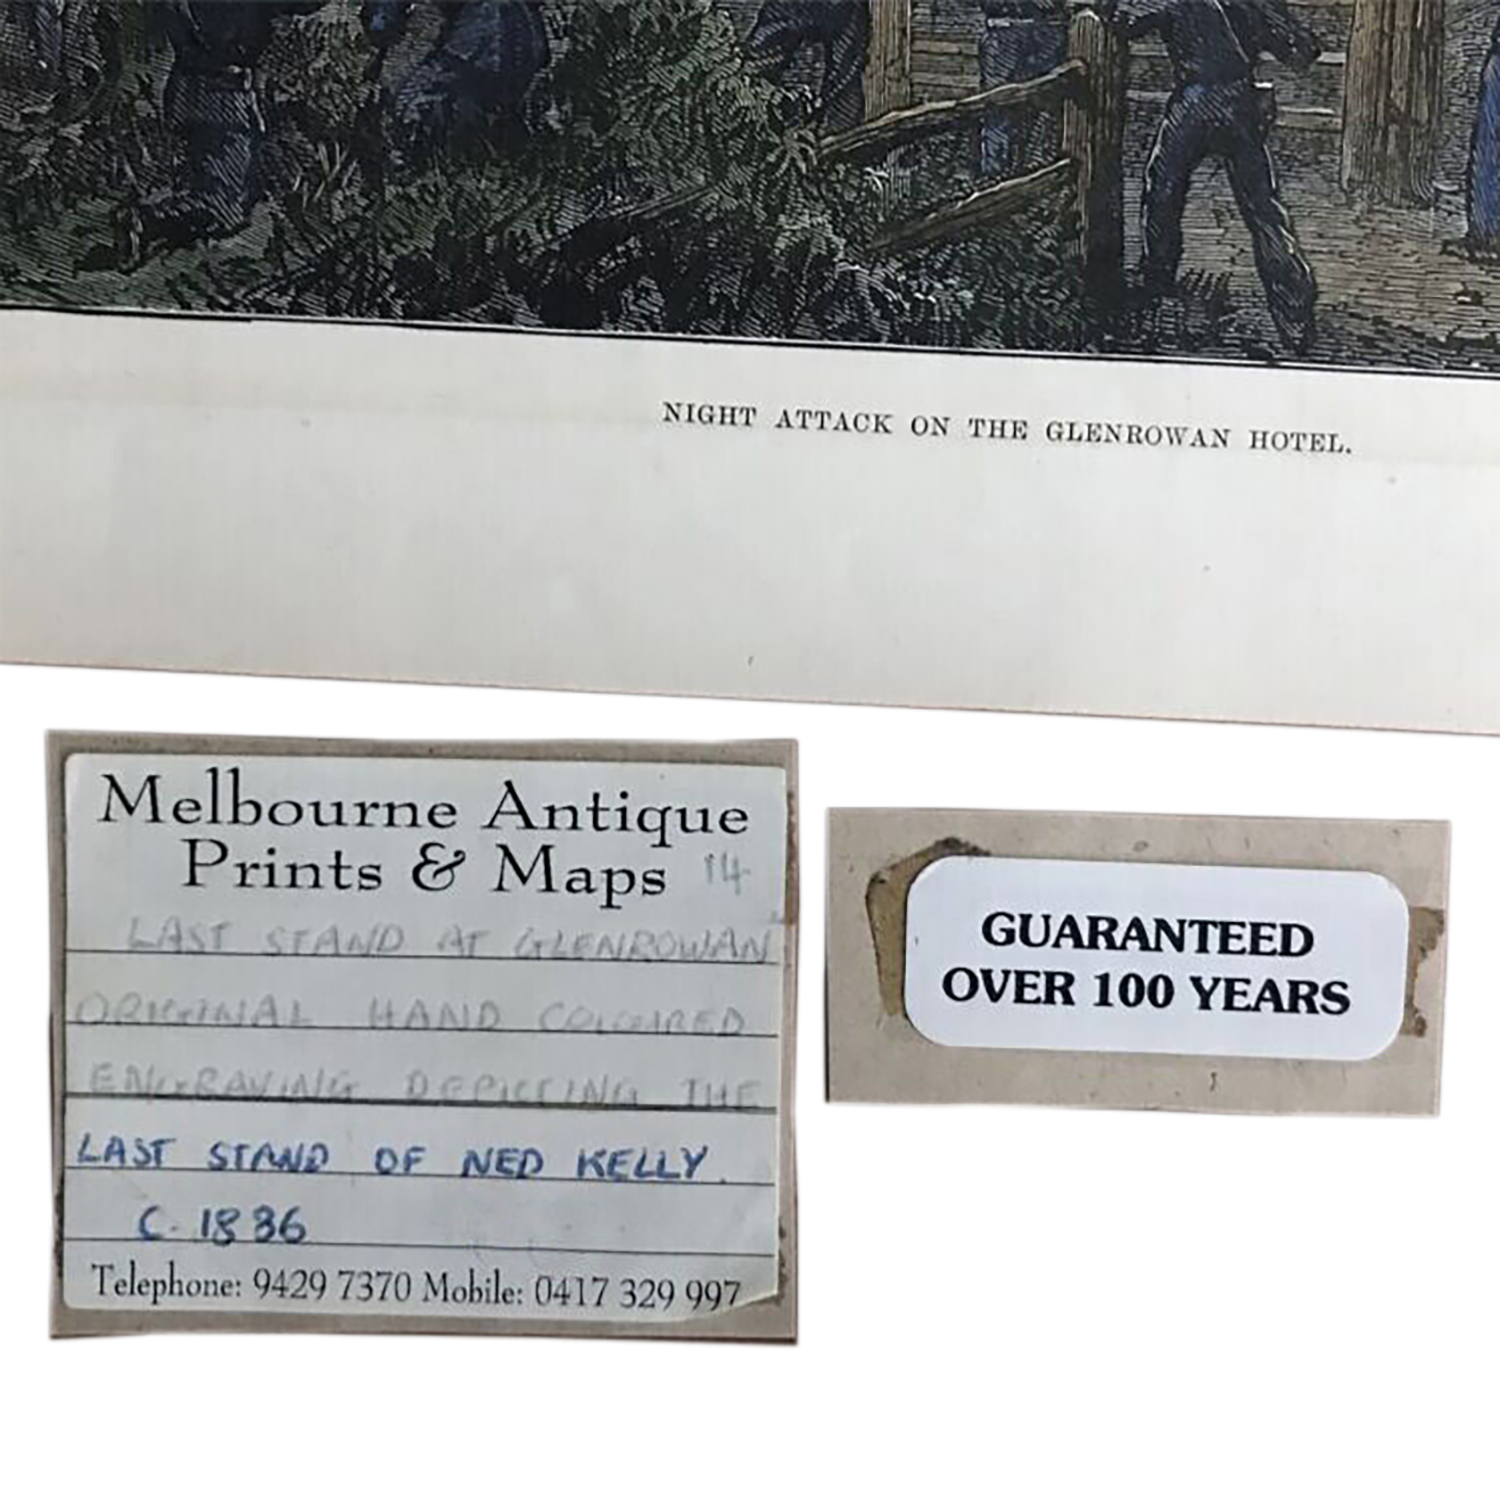 NIGHT ATTACK ON THE GLENROWAN HOTEL.
Melbourne Antique
Prints & Maps 14
LAST STAND AT GLENROWAN
ORIGINAL HAND COLOURED
ENGRAVING DEPICTING THE
LAST STAND OF NED KELLY.
C. 1886
Telephone: 9429 7370 Mobile: 0417 329 997
GUARANTEED
OVER 100 YEARS